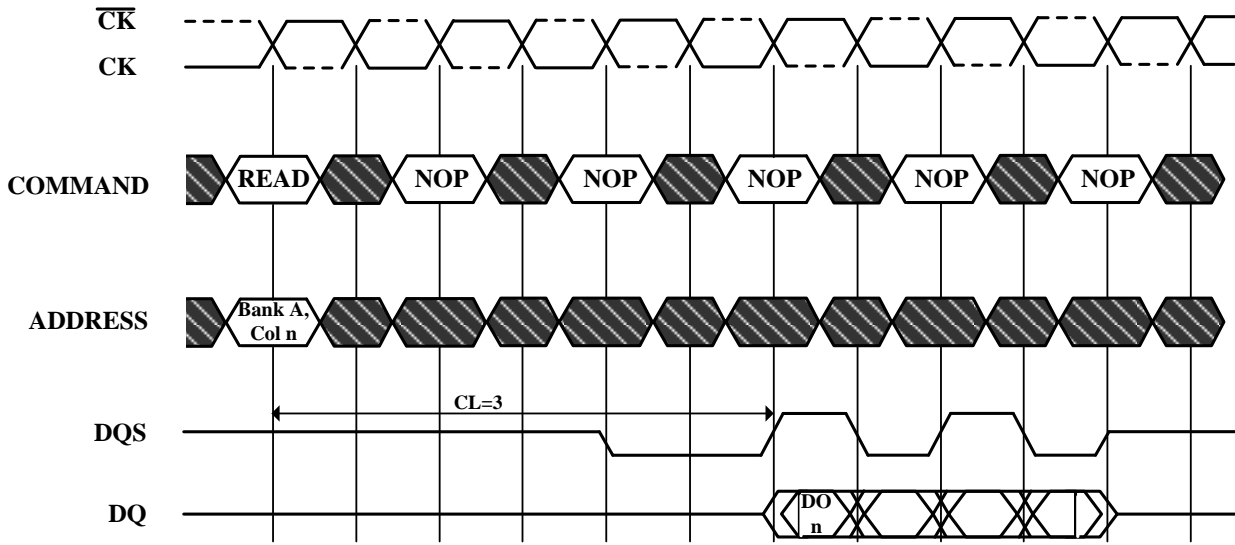 CK
CK
COMMAND
READ NOP NOP NOP NOP NOP
ADDRESS
Bank A,
Col n
CL=3
DQS
DQ
DO
n